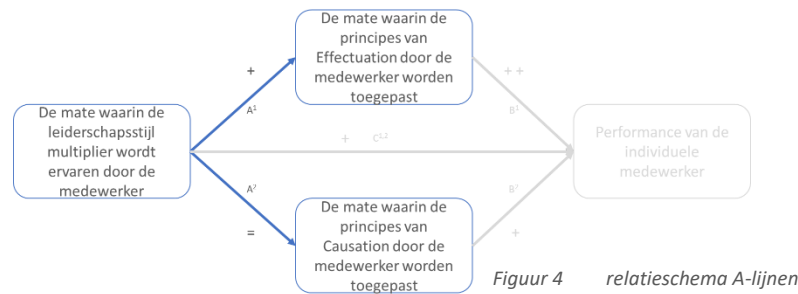 De mate waarin de
principes van
Effectuation door de
medewerker worden
toegepast
+
A¹
+ +
B¹
De mate waarin de
leiderschapsstijl
multiplier wordt
ervaren door de
medewerker
+ C¹,²
Performance van de
individuele
medewerker
A²
=
B²
+
De mate waarin de
principes van
Causation door de
medewerker worden
toegepast
Figuur 4 relatieschema A-lijnen